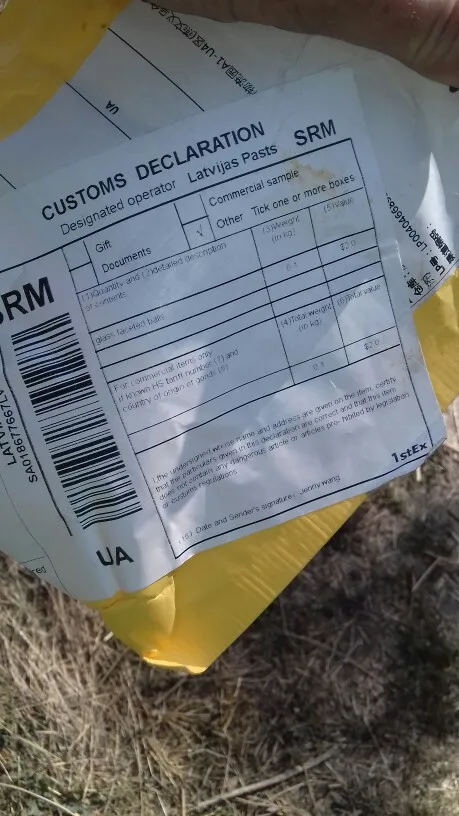 UA
CUSTOMS DECLARATION
Designated operator Latvijas Pasts SRM
Gift
Commercial sample
Documents
√
Other Tick one or more boxes
(1)Quantity and (2)detailed description
of contents
(3)Weight
(in kg)
(5)Value
glass faceted balls
0.1
$2.0
For commercial items only
If known HS tariff number (7) and
country of origin of goods (8)
(4)Total weight
(in kg)
(6)Total value
0.1
$2.0
I,the undersigned whose name and address are given on the item, certify
that the particulars given in this declaration are correct and that this item
does not contain any dangerous article or articles prohibited by legislation
or customs regulations
(15) Date and Sender's signature: Jenny wang
1stEx
SRM
UA